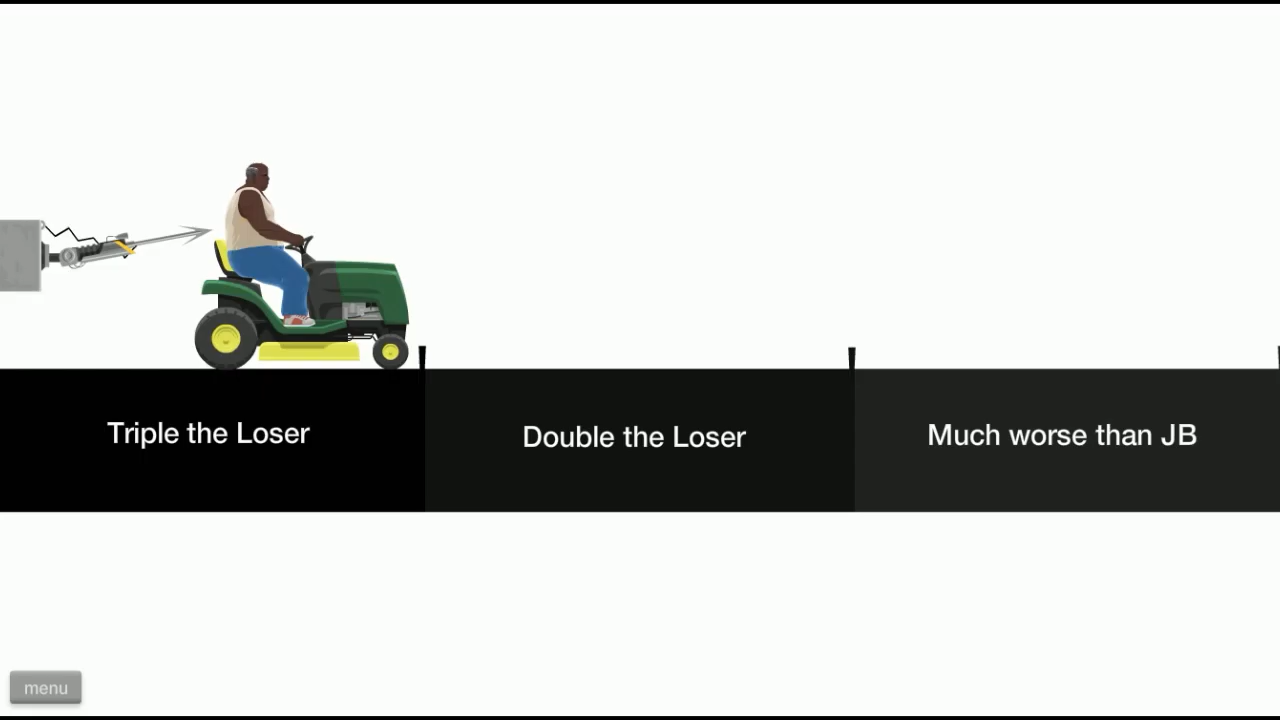 Triple the Loser
Double the Loser
Much worse than JB
menu